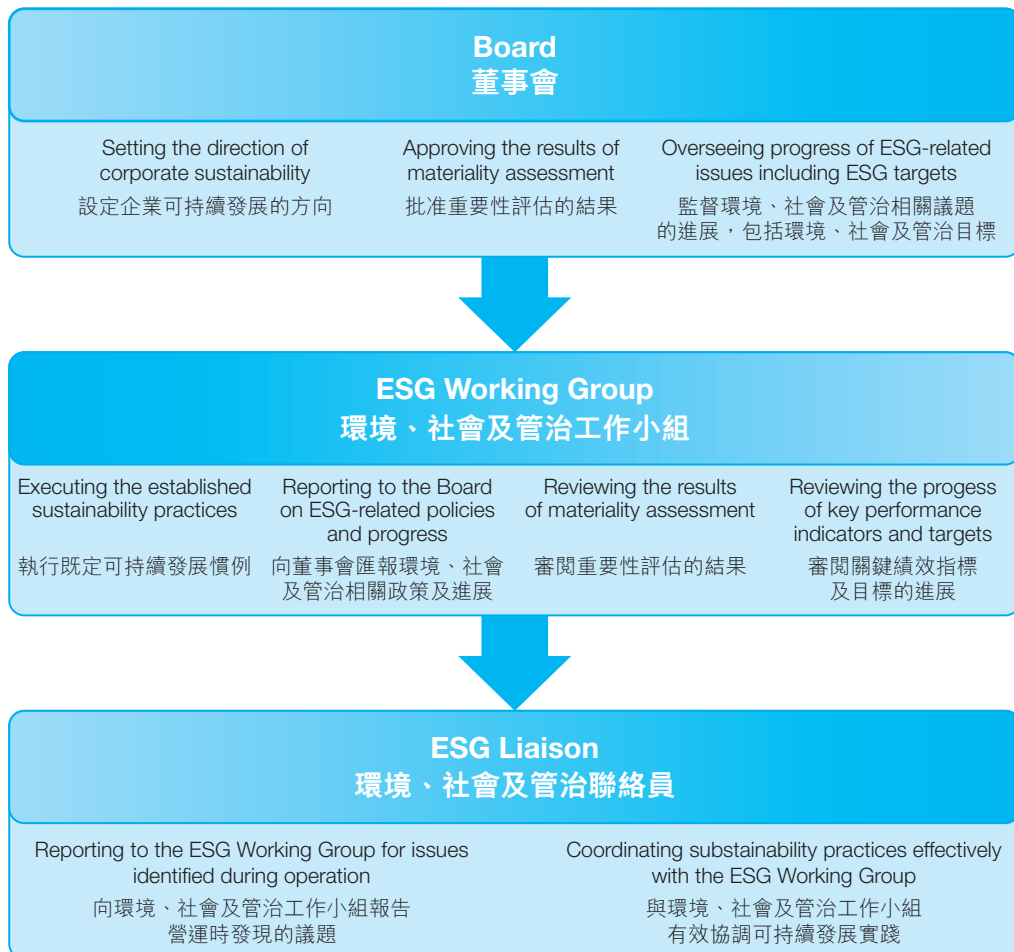 Board
董事會
Setting the direction of
corporate sustainability
設定企業可持續發展的方向
Approving the results of
materiality assessment
批准重要性評估的結果
Overseeing progress of ESG-related
issues including ESG targets
監督環境、社會及管治相關議題
的進展，包括環境、社會及管治目標
ESG Working Group
環境、社會及管治工作小組
Executing the established
sustainability practices
執行既定可持續發展慣例
Reporting to the Board
on ESG-related policies
and progress
向董事會匯報環境、社會
及管治相關政策及進展
Reviewing the results
of materiality assessment
審閱重要性評估的結果
Reviewing the progess
of key performance
indicators and targets
審閱關鍵績效指標
及目標的進展
ESG Liaison
環境、社會及管治聯絡員
Reporting to the ESG Working Group for issues
identified during operation
向環境、社會及管治工作小組報告
營運時發現的議題
Coordinating substainability practices effectively
with the ESG Working Group
與環境、社會及管治工作小組
有效協調可持續發展實踐